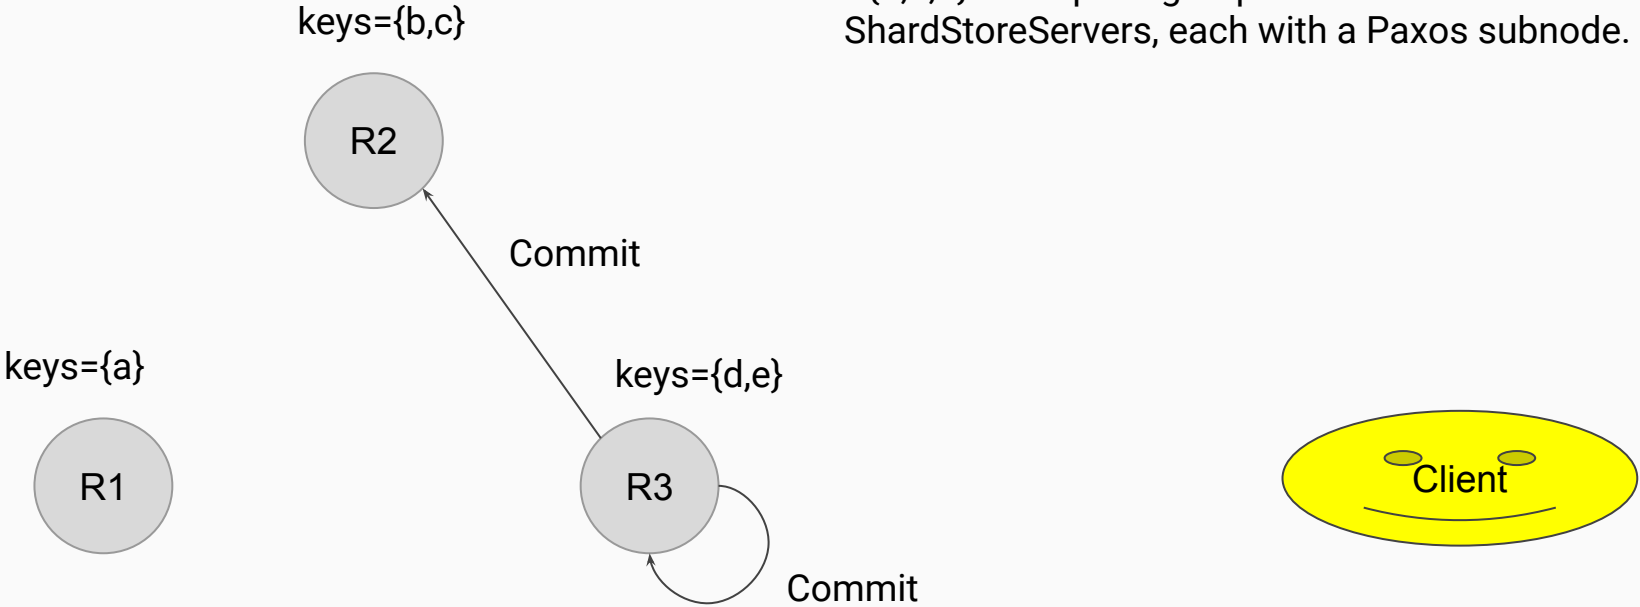 keys={b,c}
ShardStoreServers, each with a Paxos subnode.
R2
Commit
keys={a}
keys={d,e}
R1
R3
Client
Commit